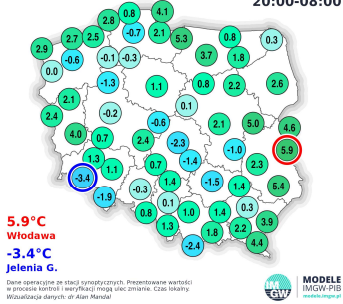 20:00-08:00
2.8 0.8 4.1
2.9 2.7 2.5 -0.7 2.1 5.3 0.8 0.3
0.0 -0.6 -0.1 -0.3 3.7 1.8
-1.3 1.1 0.8 2.2 2.6
2.4 2.1 -0.2 0.1
4.0 0.7 -0.6 2.1 5.0 4.6
2.4 -2.3 -1.0 5.9
1.3 1.1 0.7 -1.4 2.3
-3.4 -0.3 1.4 -1.5 1.4 5.4
-1.9 0.8 0.1 1.0 1.4 0.3
1.3 1.8 2.2 3.9
-2.4 4.4
5.9°C
Włodawa
-3.4°C
Jelenia G.
Dane operacyjne ze stacji synoptycznych. Prezentowane wartości
w procesie kontroli i weryfikacji mogą ulec zmianie. Czas lokalny.
Wizualizacja danych: dr Alan Mandal
IMGW
MODELE
IMGW-PIB
modele.imgw.pl